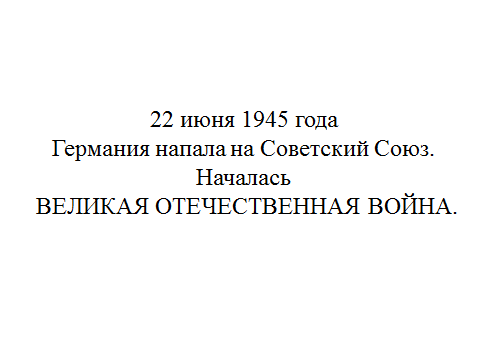 22 июня 1945 года
Германия напала на Советский Союз.
Началась
ВЕЛИКАЯ ОТЕЧЕСТВЕННАЯ ВОЙНА.